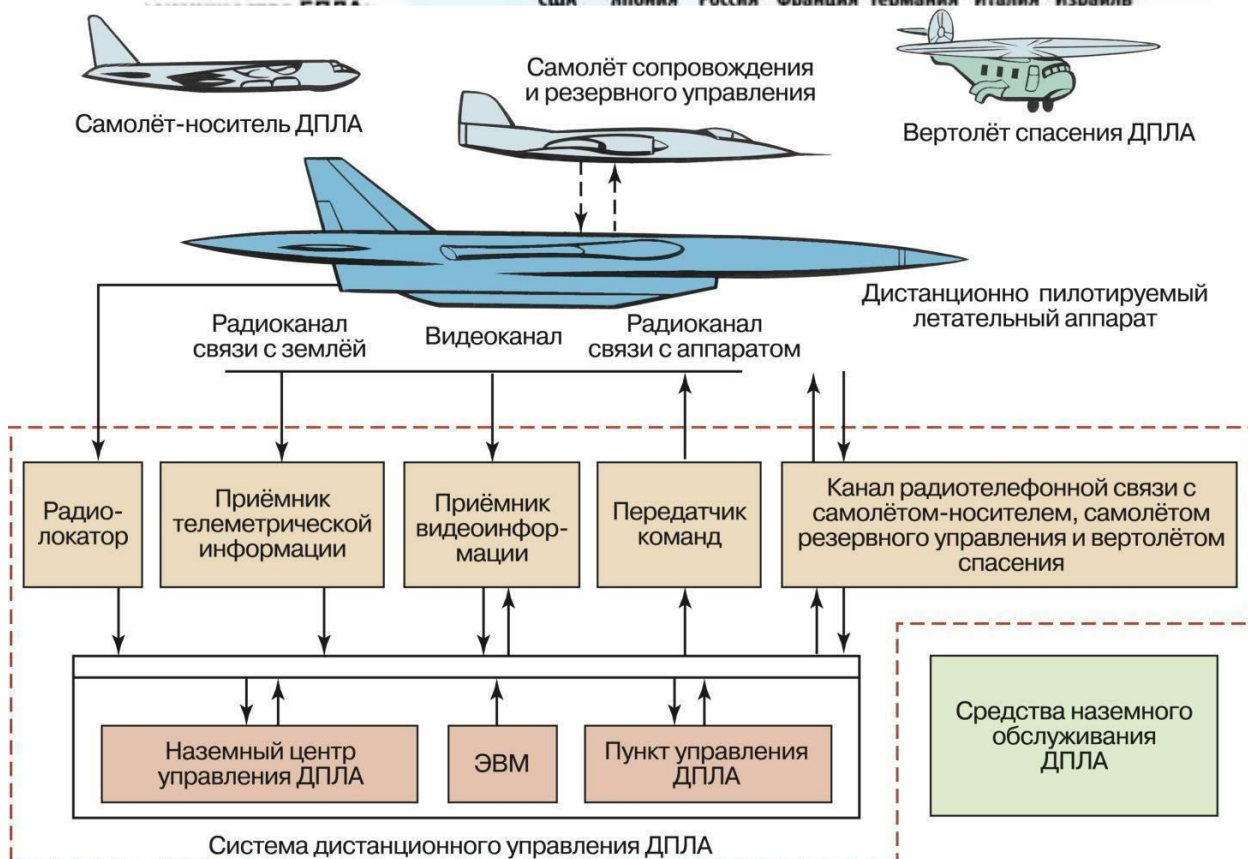 ДПЛА
США Япония Россия Франция Германия Италия Израиль
Самолёт-носитель ДПЛА
Самолёт сопровождения
и резервного управления
Вертолёт спасения ДПЛА
Дистанционно пилотируемый
летательный аппарат
Радиоканал
связи с землёй
Видеоканал
Радиоканал
связи с аппаратом
Радио-
локатор
Приёмник
телеметрической
информации
Приёмник
видеоинфор-
мации
Передатчик
команд
Канал радиотелефонной связи с
самолётом-носителем, самолётом
резервного управления и вертолётом
спасения
Наземный центр
управления ДПЛА
ЭВМ
Пункт управления
ДПЛА
Средства наземного
обслуживания
ДПЛА
Система дистанционного управления ДПЛА